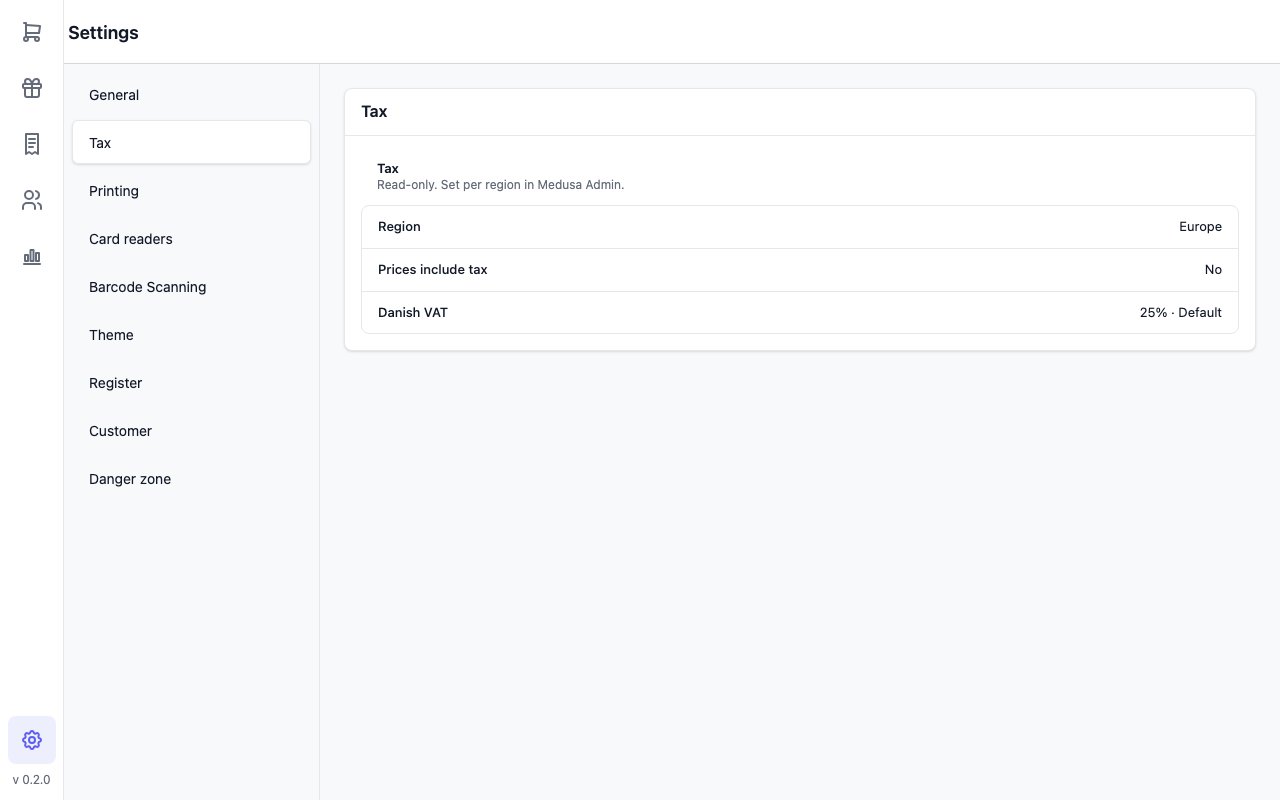 Settings
General
Tax
Printing
Card readers
Barcode Scanning
Theme
Register
Customer
Danger zone
v 0.2.0
Tax
Tax
Read-only. Set per region in Medusa Admin.
Region Europe
Prices include tax No
Danish VAT 25% · Default